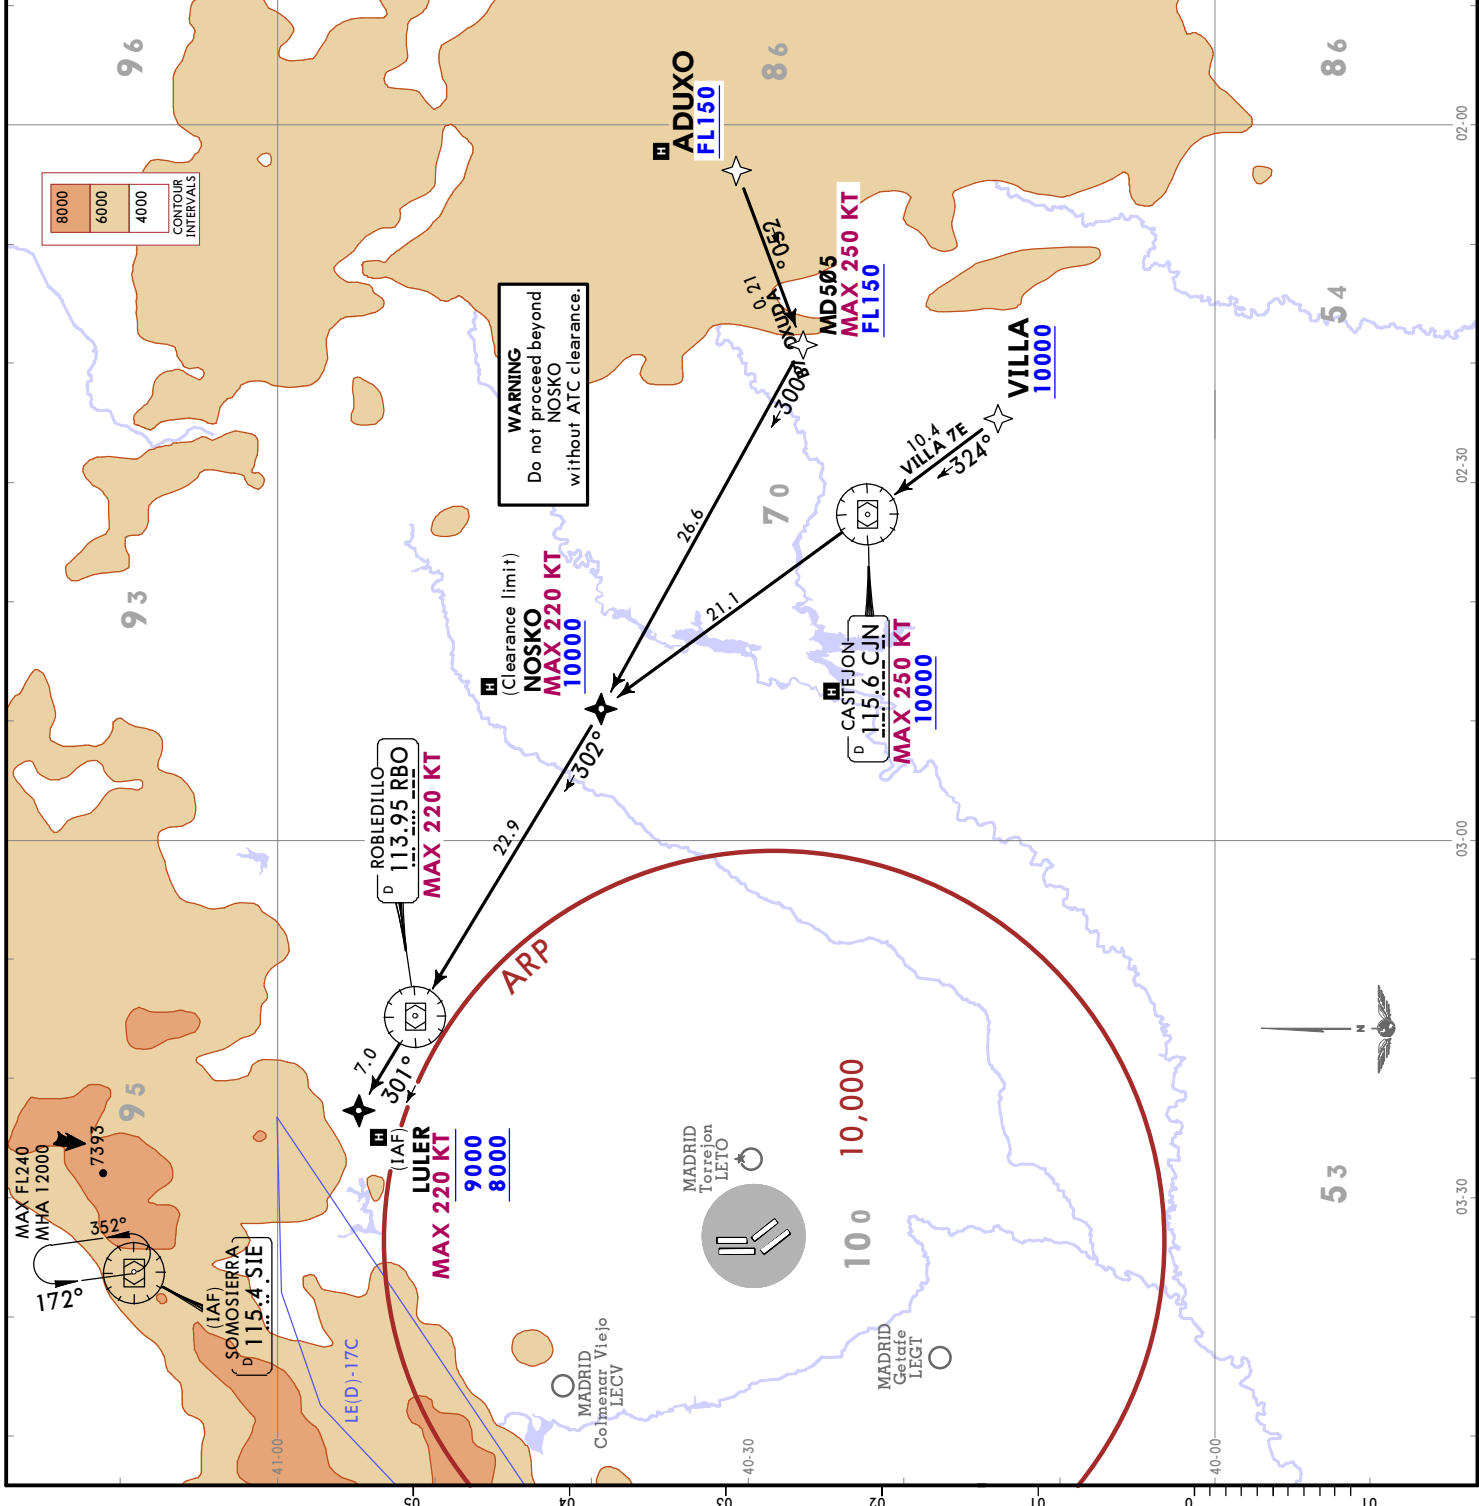 96
86
86
ADUXO
FL150
02-00
8000
6000
4000
CONTOUR
INTERVALS
WARNING
Do not proceed beyond
NOSKO
without ATC clearance.
MD505
MAX 250 KT
FL150
54
VILLA
10000
10.4
VILLA 7E
324°
300°
02-30
93
26.6
70
21.1
(Clearance limit)
NOSKO
MAX 220 KT
10000
CASTEJON
D 115.6 CJN
MAX 250 KT
10000
302°
22.9
ROBLEDILLO
D 113.95 RBO
MAX 220 KT
03-00
ARP
7.0
301°
(IAF)
LULER
MAX 220 KT
9000
8000
95
7393
MAX FL240
MHA 12000
352°
172°
(IAF)
SOMOSIERRA
D 115.4 SIE
LE(D)-17C
MADRID
Torrejon
LETO
10,000
100
53
N
03-30
MADRID
Colmenar Viejo
LECV
MADRID
Getafe
LEGT
41-00
40-30
40-00
05
04
03
02
01
0
01
H
H
H
H